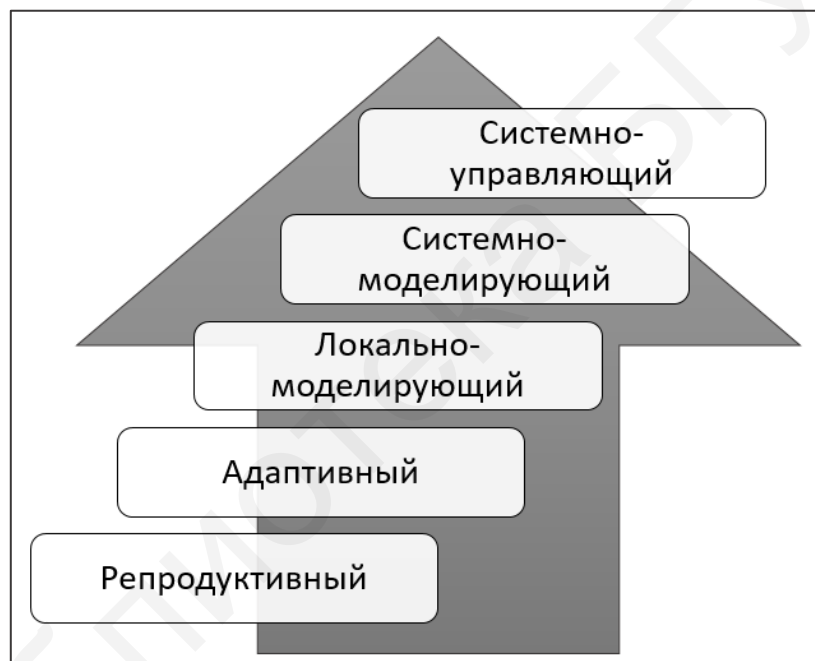 Системно-
управляющий
Системно-
моделирующий
Локально-
моделирующий
Адаптивный
Репродуктивный